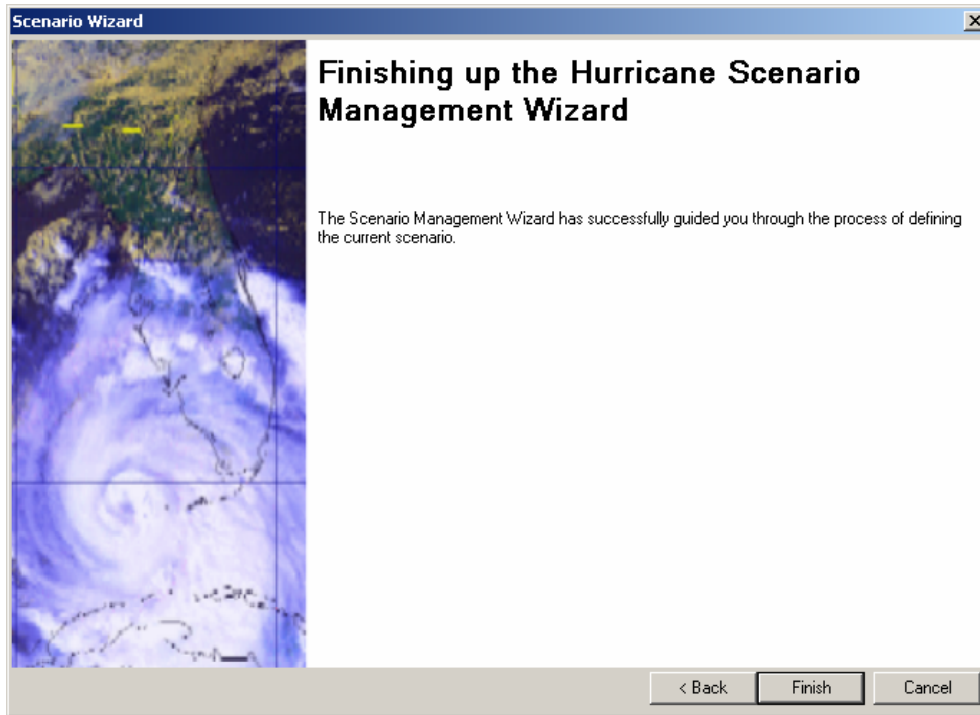 Scenario Wizard
Finishing up the Hurricane Scenario
Management Wizard
The Scenario Management Wizard has successfully guided you through the process of defining
the current scenario.
< Back
Finish
Cancel